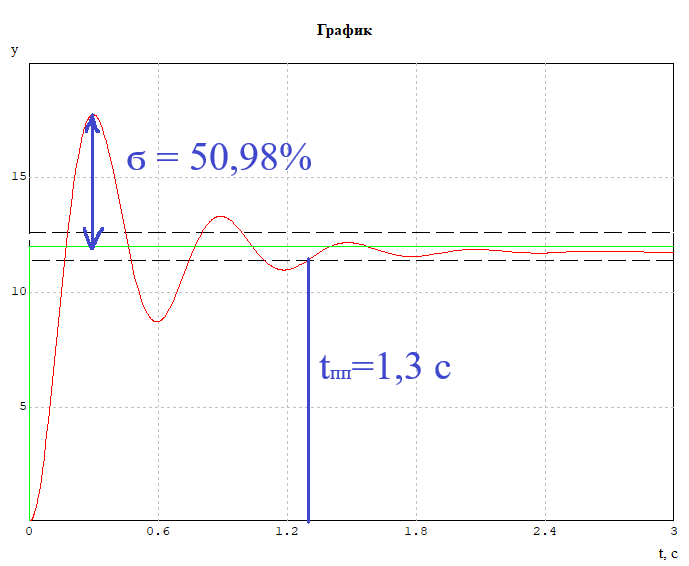 График
y
15
σ = 50,98%
10
tпп=1,3 с
5
0 0.6 1.2 1.8 2.4 3
t, с